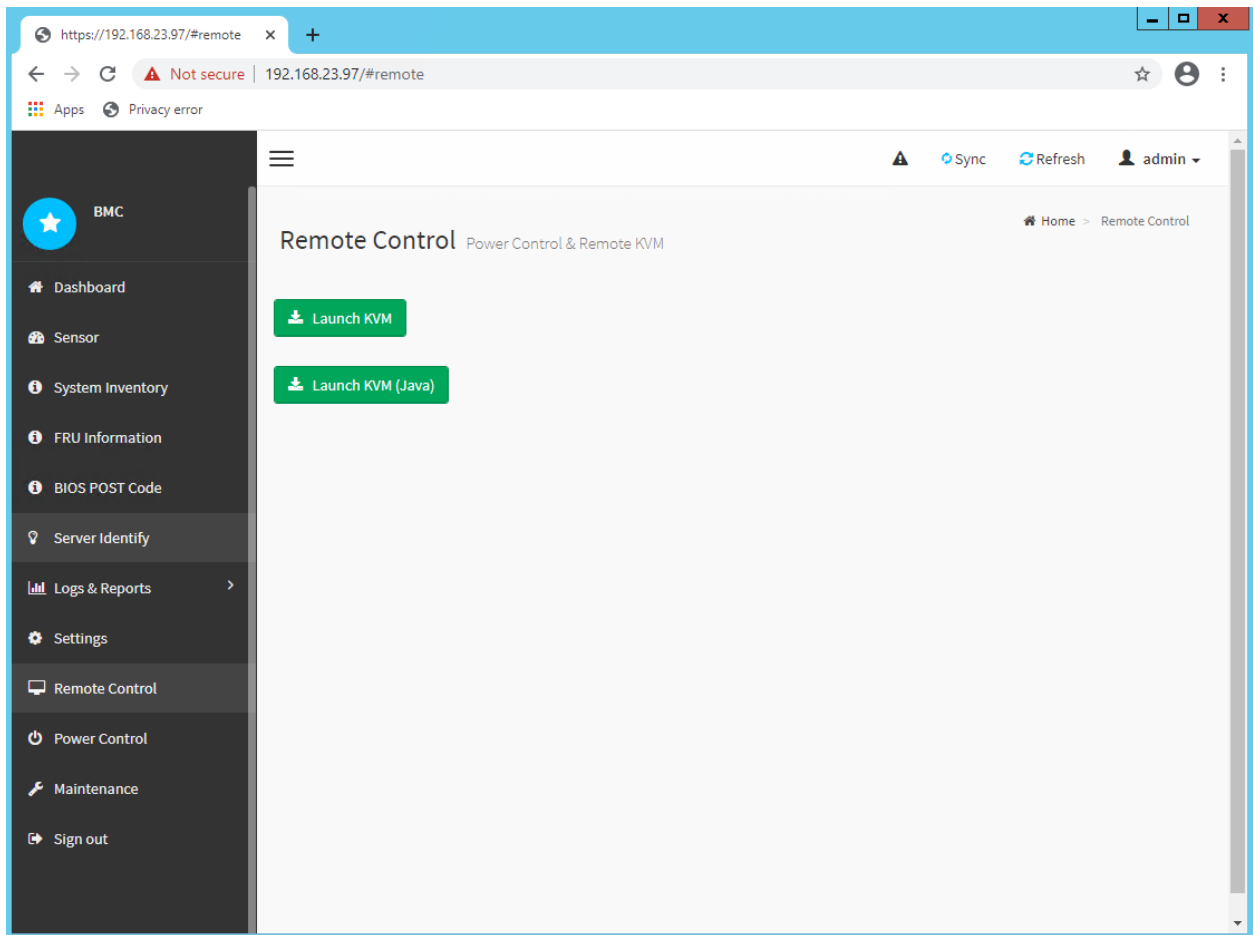 https://192.168.23.97/#remote
Not secure | 192.168.23.97/#remote
Apps Privacy error
Sync Refresh admin
BMC
Home > Remote Control
Remote Control Power Control & Remote KVM
Dashboard
Launch KVM
Sensor
Launch KVM (Java)
System Inventory
FRU Information
BIOS POST Code
Server Identify
Logs & Reports
Settings
Remote Control
Power Control
Maintenance
Sign out